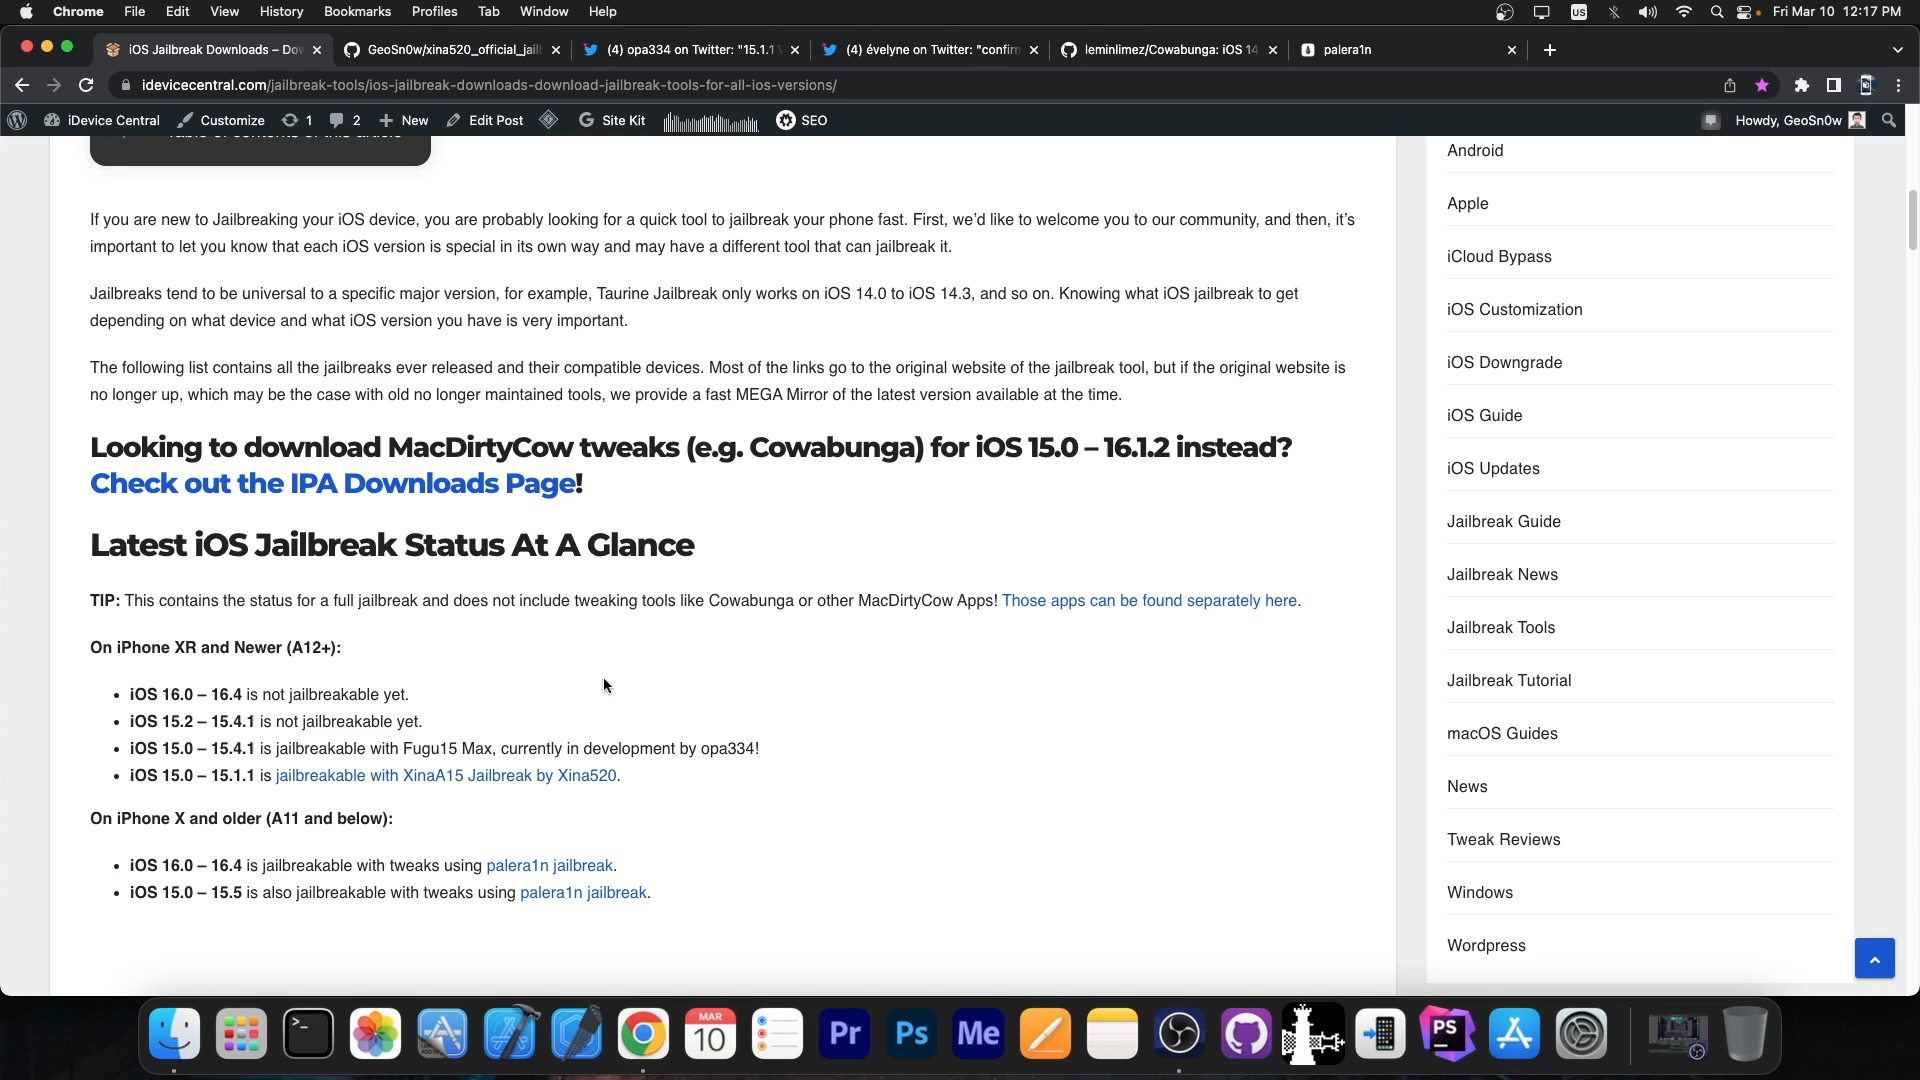 Chrome File Edit View History Bookmarks Profiles Tab Window Help
US
Fri Mar 10 12:17 PM
iOS Jailbreak Downloads – Dow
GeoSn0w/xina520_official_jailb
(4) opa334 on Twitter: "15.1.1
(4) évelyne on Twitter: "confirm
leminlimez/Cowabunga: iOS 14
palera1n
idevicecentral.com/jailbreak-tools/ios-jailbreak-downloads-download-jailbreak-tools-for-all-ios-versions/
iDevice Central Customize 1 2 New Edit Post Site Kit SEO
Howdy, GeoSn0w
If you are new to Jailbreaking your iOS device, you are probably looking for a quick tool to jailbreak your phone fast. First, we’d like to welcome you to our community, and then, it’s
important to let you know that each iOS version is special in its own way and may have a different tool that can jailbreak it.
Jailbreaks tend to be universal to a specific major version, for example, Taurine Jailbreak only works on iOS 14.0 to iOS 14.3, and so on. Knowing what iOS jailbreak to get
depending on what device and what iOS version you have is very important.
The following list contains all the jailbreaks ever released and their compatible devices. Most of the links go to the original website of the jailbreak tool, but if the original website is
no longer up, which may be the case with old no longer maintained tools, we provide a fast MEGA Mirror of the latest version available at the time.
Looking to download MacDirtyCow tweaks (e.g. Cowabunga) for iOS 15.0 – 16.1.2 instead?
Check out the IPA Downloads Page!
Latest iOS Jailbreak Status At A Glance
TIP: This contains the status for a full jailbreak and does not include tweaking tools like Cowabunga or other MacDirtyCow Apps! Those apps can be found separately here.
On iPhone XR and Newer (A12+):
• iOS 16.0 – 16.4 is not jailbreakable yet.
• iOS 15.2 – 15.4.1 is not jailbreakable yet.
• iOS 15.0 – 15.4.1 is jailbreakable with Fugu15 Max, currently in development by opa334!
• iOS 15.0 – 15.1.1 is jailbreakable with XinaA15 Jailbreak by Xina520.
On iPhone X and older (A11 and below):
• iOS 16.0 – 16.4 is jailbreakable with tweaks using palera1n jailbreak.
• iOS 15.0 – 15.5 is also jailbreakable with tweaks using palera1n jailbreak.
Android
Apple
iCloud Bypass
iOS Customization
iOS Downgrade
iOS Guide
iOS Updates
Jailbreak Guide
Jailbreak News
Jailbreak Tools
Jailbreak Tutorial
macOS Guides
News
Tweak Reviews
Windows
Wordpress
MAR
10
Pr
Ps
Me
PS